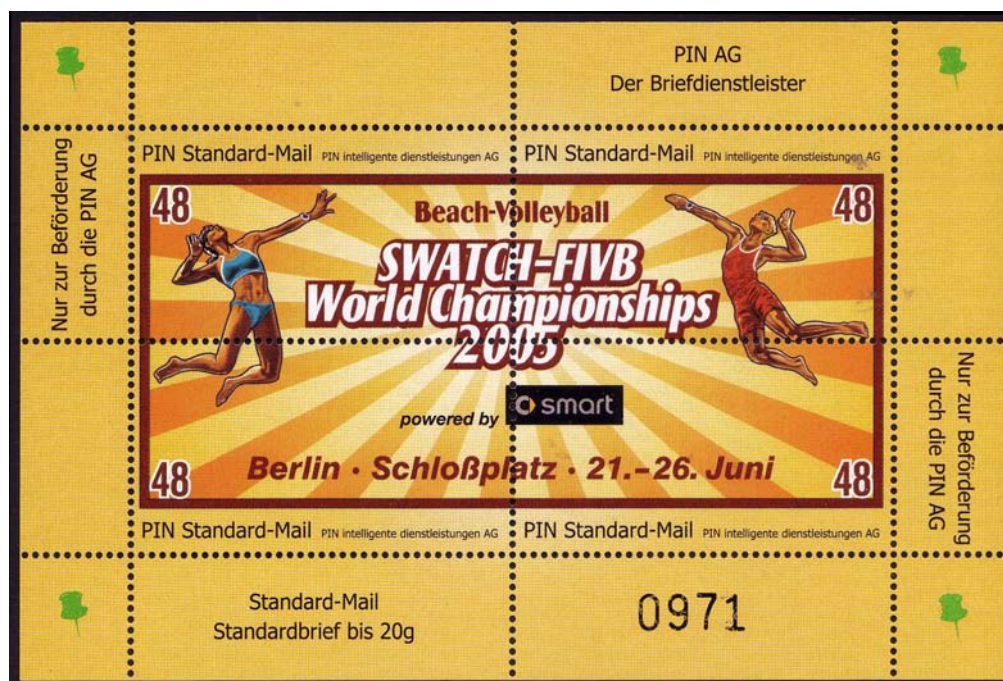 PIN AG
Der Briefdienstleister
Nur zur Beförderung
durch die PIN AG
PIN Standard-Mail PIN intelligente dienstleistungen AG
PIN Standard-Mail PIN intelligente dienstleistungen AG
48
48
Beach-Volleyball
SWATCH-FIVB
World Championships
2005
powered by smart
Berlin · Schloßplatz · 21.-26. Juni
48
48
Nur zur Beförderung
durch die PIN AG
PIN Standard-Mail PIN intelligente dienstleistungen AG
PIN Standard-Mail PIN intelligente dienstleistungen AG
Standard-Mail
Standardbrief bis 20g
0971